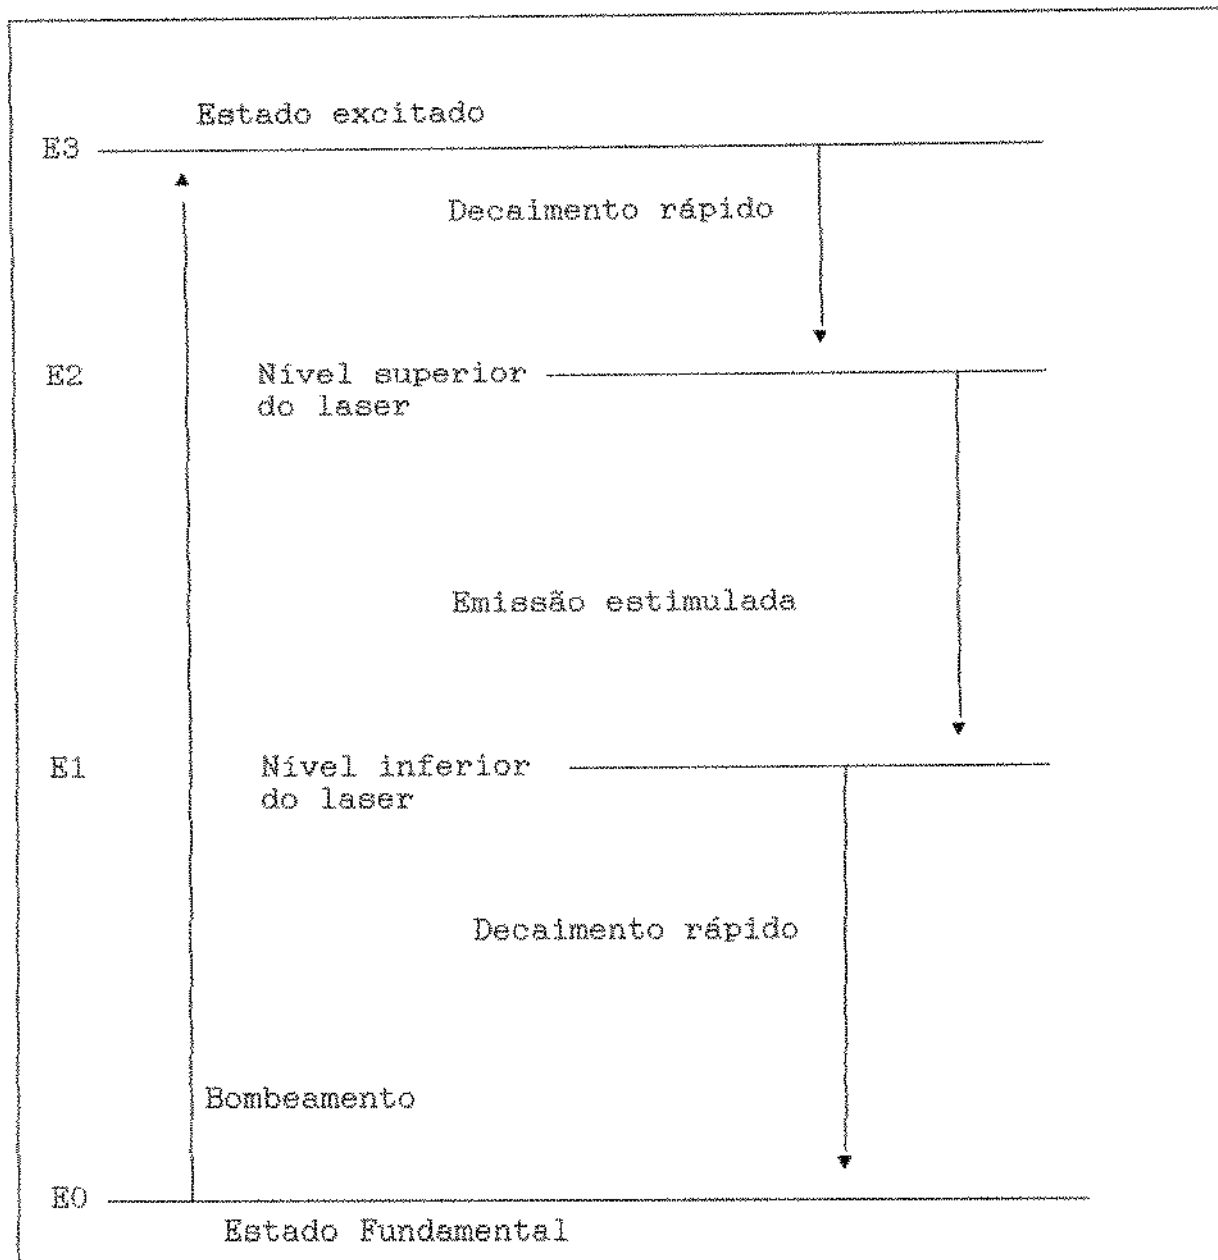 Estado excitado
E3
Decaimento rápido
E2
Nível superior
do laser
Emissão estimulada
E1
Nível inferior
do laser
Decaimento rápido
Bombeamento
E0
Estado Fundamental